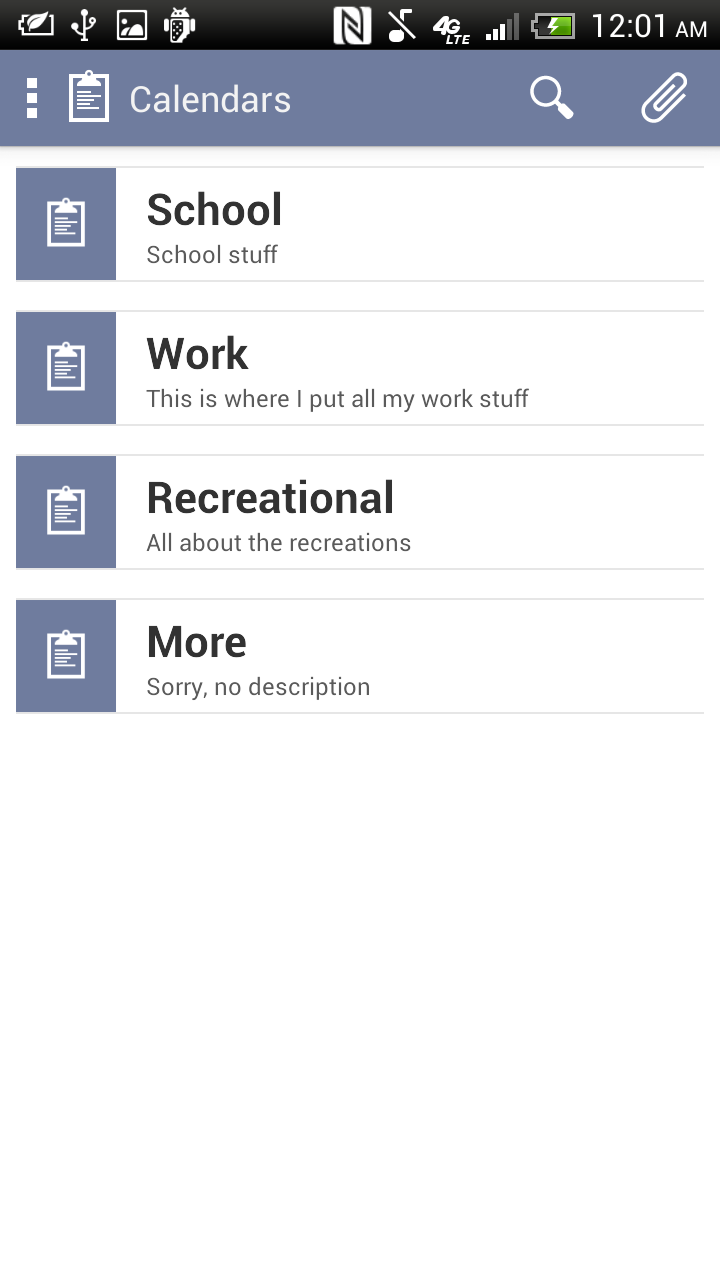 4G LTE 12:01 AM
Calendars
School
School stuff
Work
This is where I put all my work stuff
Recreational
All about the recreations
More
Sorry, no description